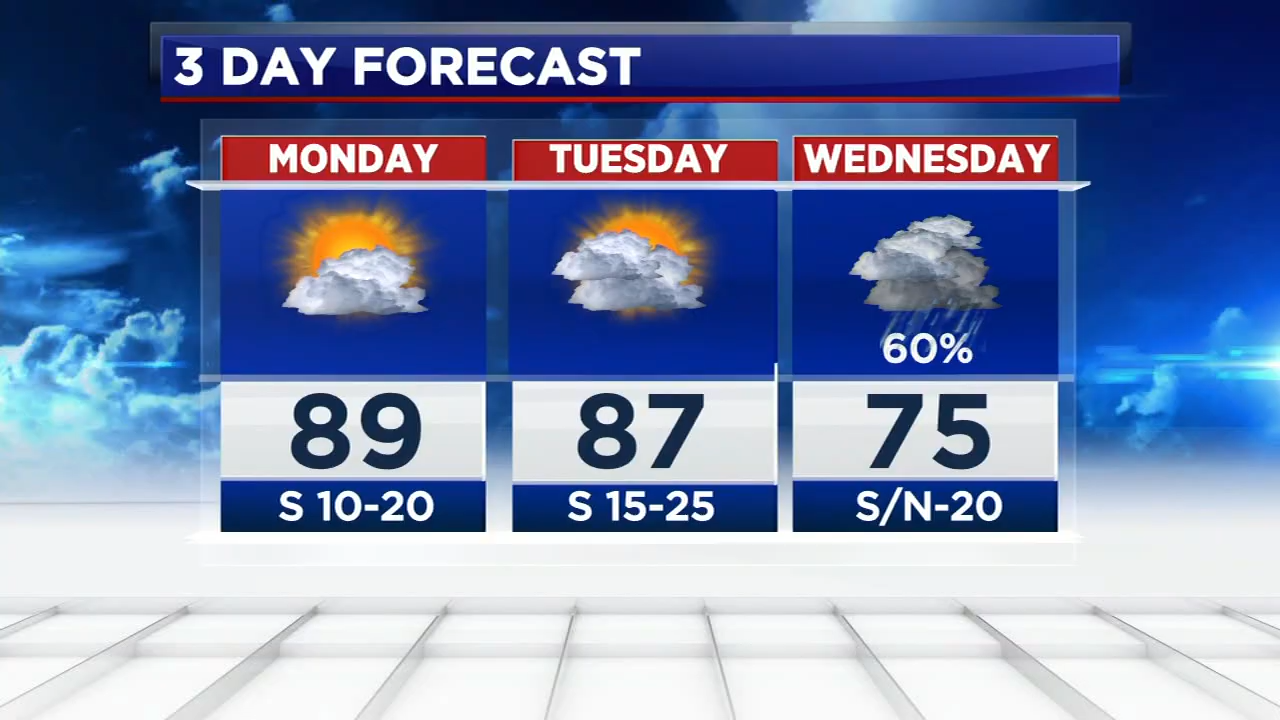 3 DAY FORECAST
MONDAY
TUESDAY
WEDNESDAY
60%
89
87
75
S 10-20
S 15-25
S/N-20